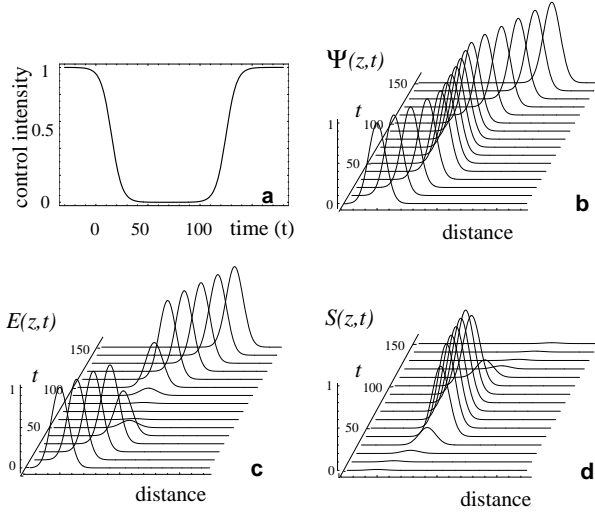 1
0.5
0
control intensity
0 50 100 time (t)
a
Ψ(z,t)
150
t
100
1
50
0
distance
b
E(z,t)
150
1
t
100
50
0
distance
c
S(z,t)
150
t
1
100
50
0
distance
d